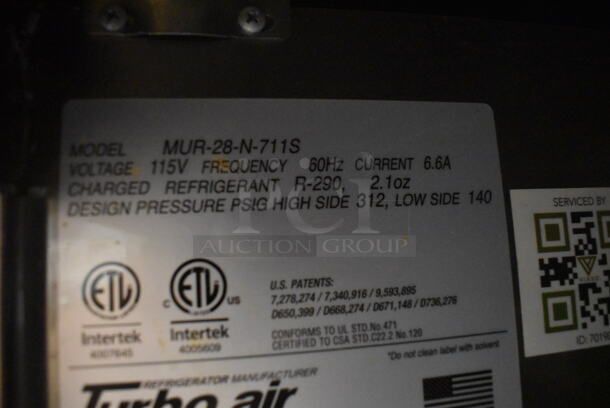 MODEL MUR-28-N-711S
VOLTAGE 115V FREQUENCY 60Hz CURRENT 6.6A
CHARGED REFRIGERANT R-290, 2.1oz
DESIGN PRESSURE PSIG HIGH SIDE 312, LOW SIDE 140
rci
AUCTION GROUP
SERVICED BY
ETL
Intertek
4007645
C ETL US
Intertek
4005609
U.S. PATENTS:
7,278,274 / 7,340,916 / 9,593,895
D650,399 / D668,274 / D671,148 / D736,276
CONFORMS TO UL STD.No.471
CERTIFIED TO CSA STD.C22.2 No.120
*Do not clean label with solvent
REFRIGERATOR MANUFACTURER
Turbo air